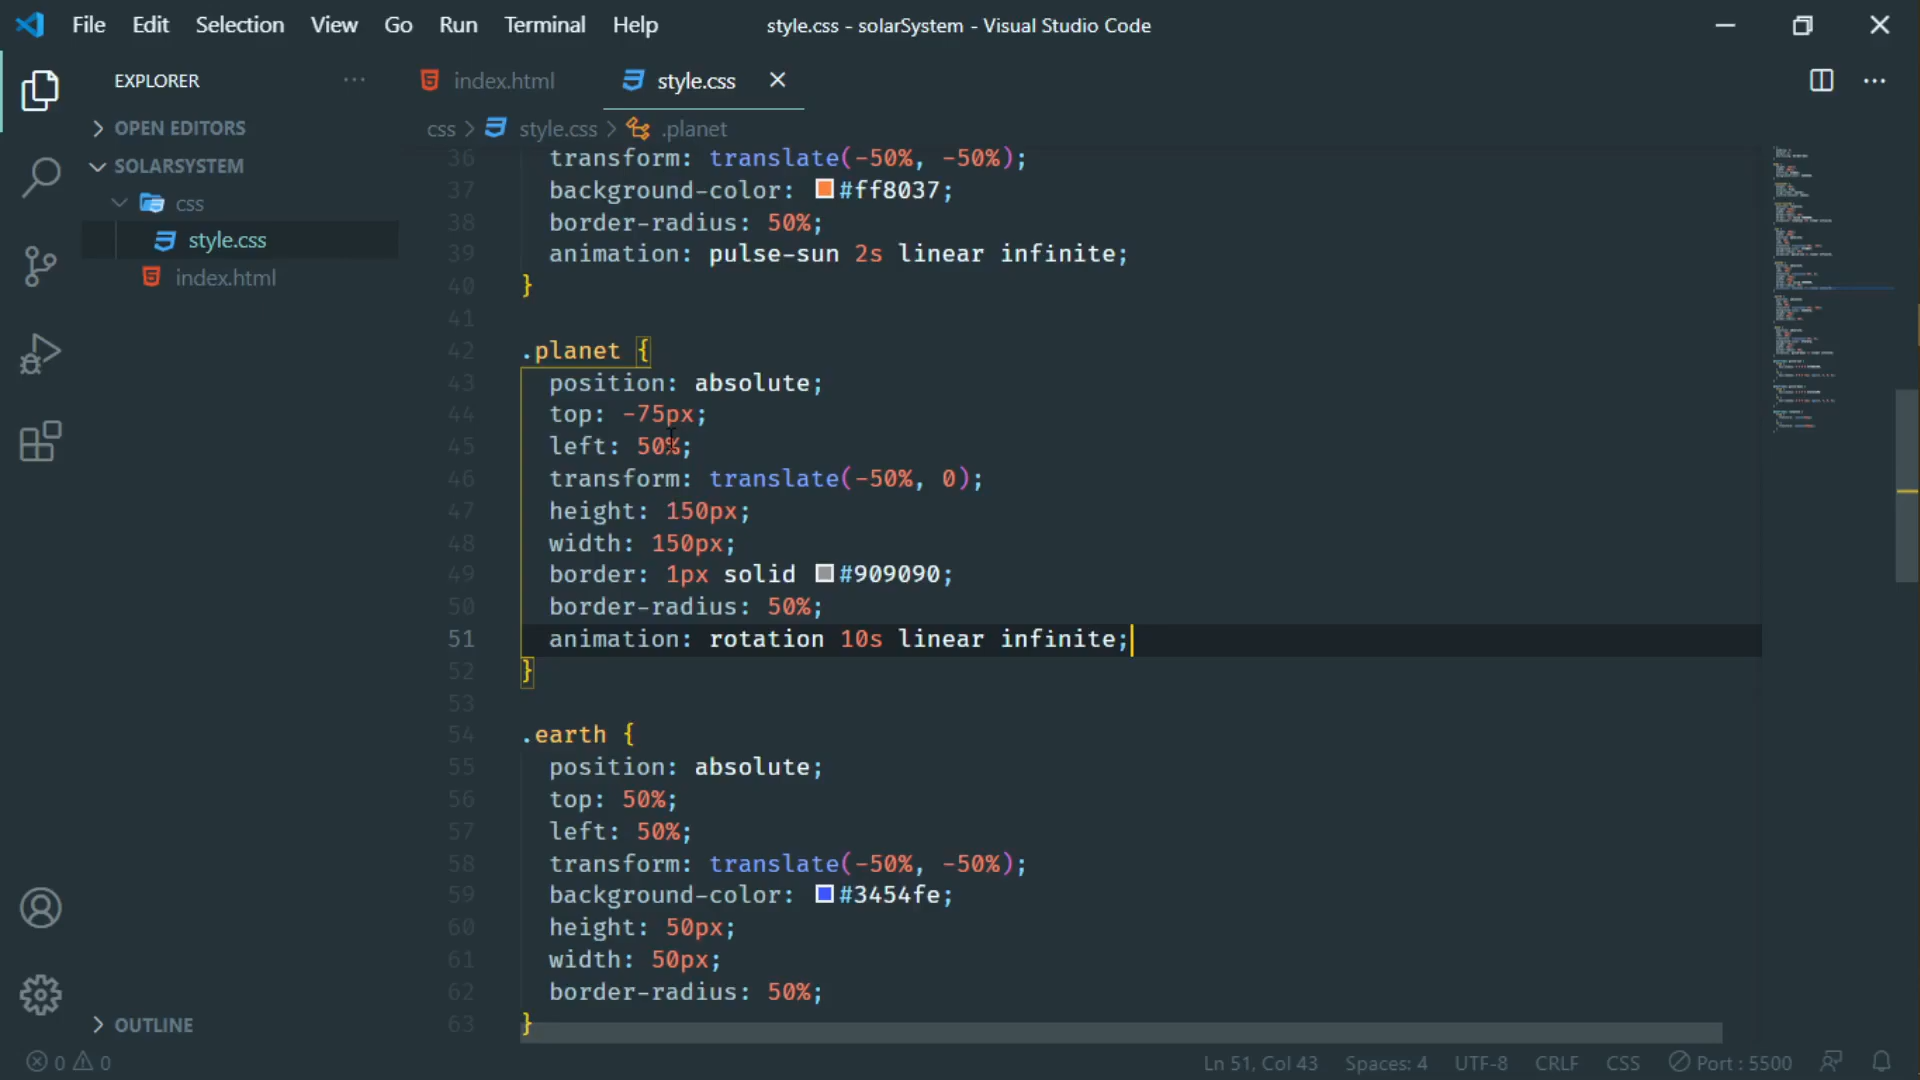 File Edit Selection View Go Run Terminal Help
style.css - solarSystem - Visual Studio Code
EXPLORER
index.html
style.css
OPEN EDITORS
SOLARSYSTEM
css
style.css
index.html
OUTLINE
css > style.css > .planet
36 transform: translate(-50%, -50%);
37 background-color: #ff8037;
38 border-radius: 50%;
39 animation: pulse-sun 2s linear infinite;
40 }
41
42 .planet {
43 position: absolute;
44 top: -75px;
45 left: 50%;
46 transform: translate(-50%, 0);
47 height: 150px;
48 width: 150px;
49 border: 1px solid #909090;
50 border-radius: 50%;
51 animation: rotation 10s linear infinite;
52 }
53
54 .earth {
55 position: absolute;
56 top: 50%;
57 left: 50%;
58 transform: translate(-50%, -50%);
59 background-color: #3454fe;
60 height: 50px;
61 width: 50px;
62 border-radius: 50%;
63 }
0 0
Ln 51, Col 43 Spaces: 4 UTF-8 CRLF CSS Port : 5500